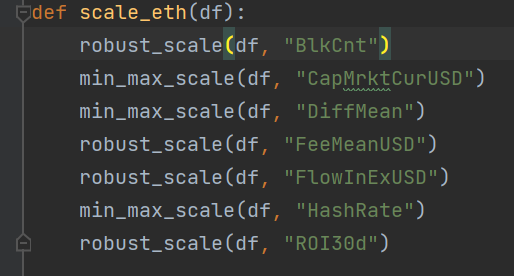 def scale_eth(df):
    robust_scale(df, "BlkCnt")
    min_max_scale(df, "CapMrktCurUSD")
    min_max_scale(df, "DiffMean")
    robust_scale(df, "FeeMeanUSD")
    robust_scale(df, "FlowInExUSD")
    min_max_scale(df, "HashRate")
    robust_scale(df, "ROI30d")